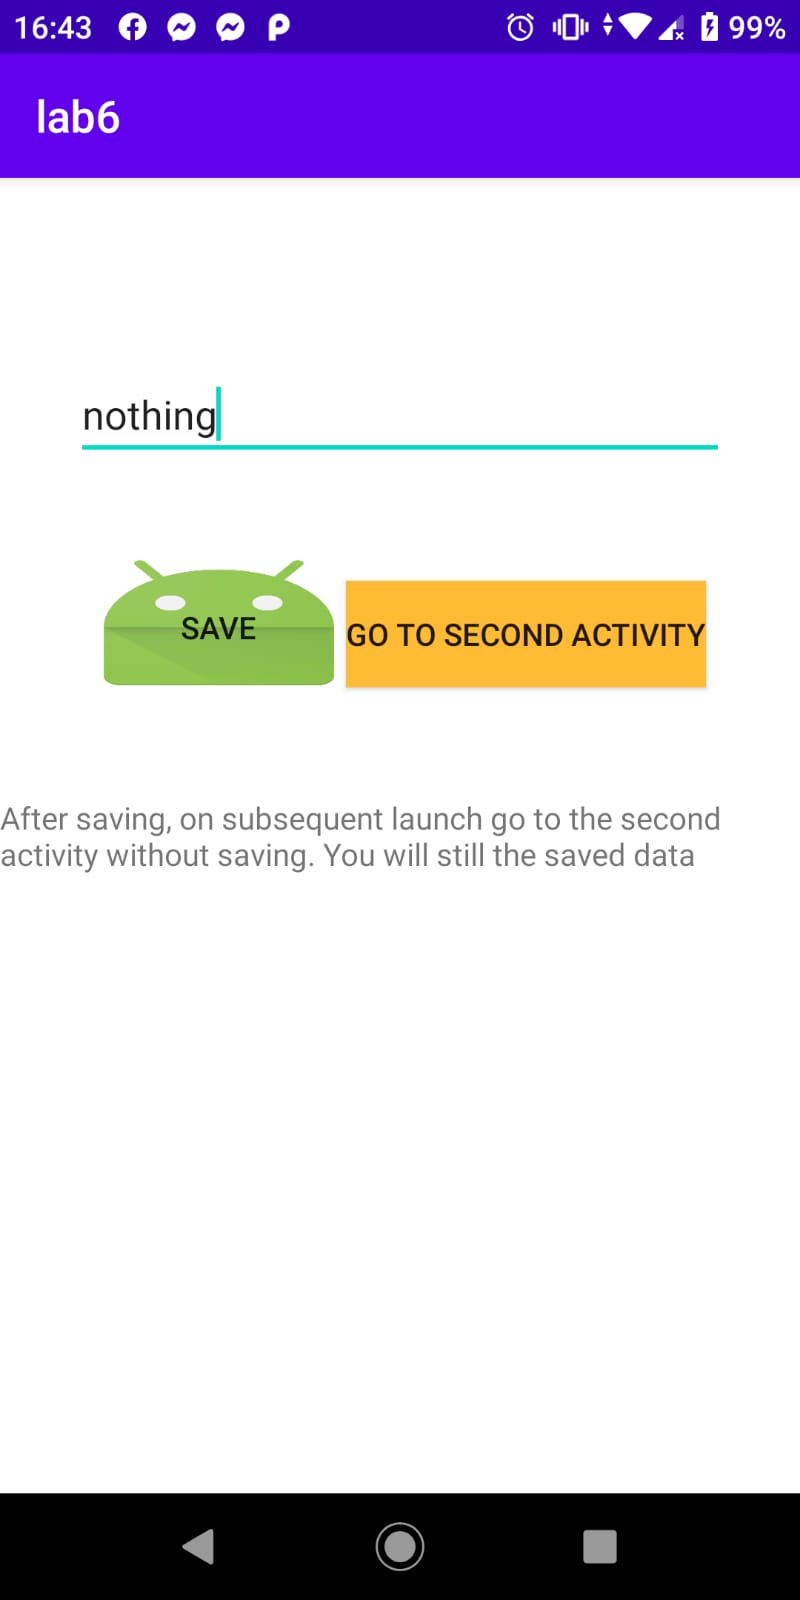 16:43
99%
lab6
nothing
SAVE
GO TO SECOND ACTIVITY
After saving, on subsequent launch go to the second
activity without saving. You will still the saved data